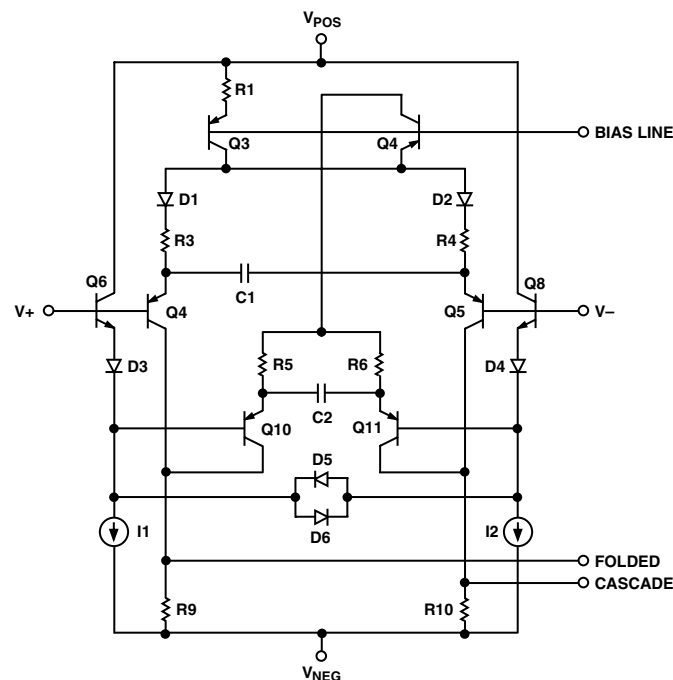 VPOS
R1
Q3
Q4
BIAS LINE
D1
D2
R3
R4
Q6
C1
Q8
V+
Q4
Q5
V–
D3
R5
R6
D4
C2
Q10
Q11
D5
I1
D6
I2
FOLDED
CASCADE
R9
R10
VNEG